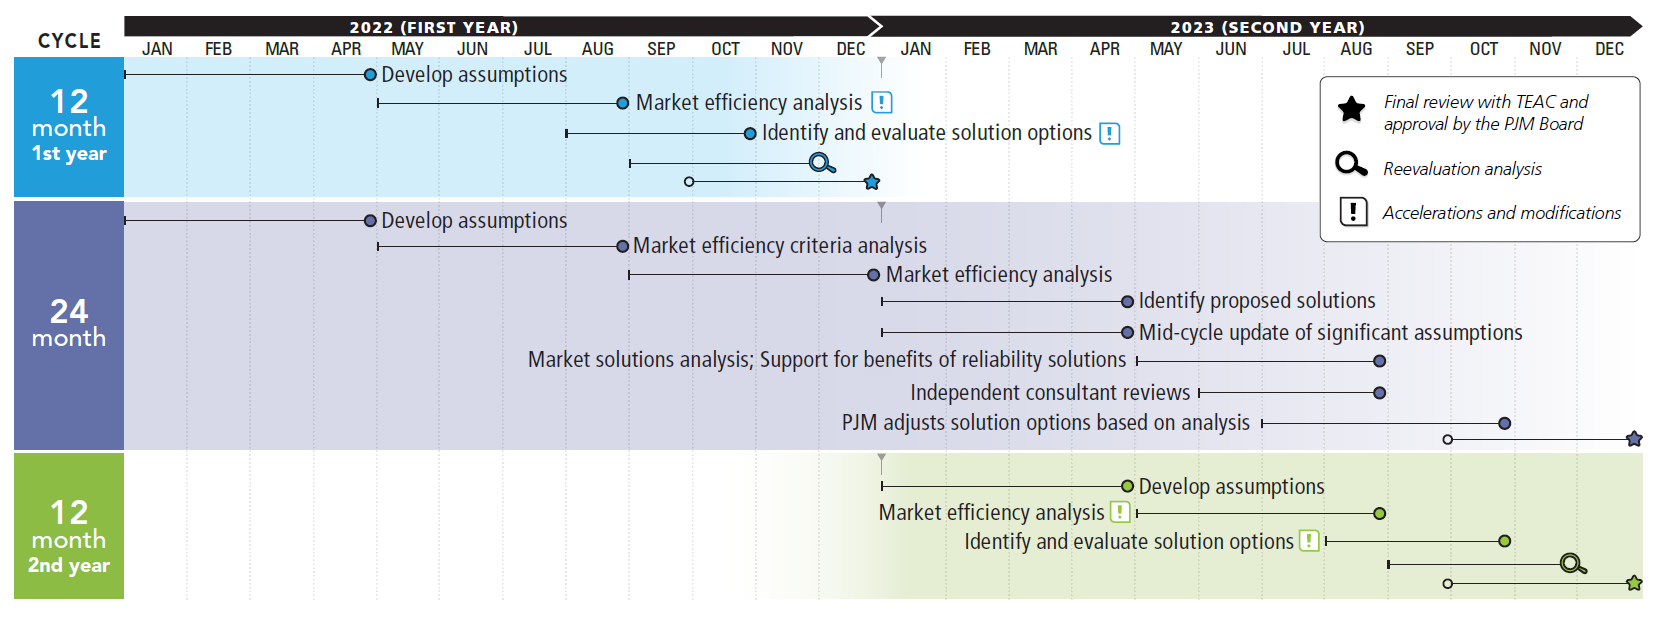 2022 (FIRST YEAR) 2023 (SECOND YEAR)
CYCLE
JAN FEB MAR APR MAY JUN JUL AUG SEP OCT NOV DEC JAN FEB MAR APR MAY JUN JUL AUG SEP OCT NOV DEC
12
month
1st year
Develop assumptions
Market efficiency analysis !
Identify and evaluate solution options !
Final review with TEAC and
approval by the PJM Board
Reevaluation analysis
! Accelerations and modifications
24
month
Develop assumptions
Market efficiency criteria analysis
Market efficiency analysis
Identify proposed solutions
Mid-cycle update of significant assumptions
Market solutions analysis; Support for benefits of reliability solutions
Independent consultant reviews
PJM adjusts solution options based on analysis
12
month
2nd year
Develop assumptions
Market efficiency analysis !
Identify and evaluate solution options !